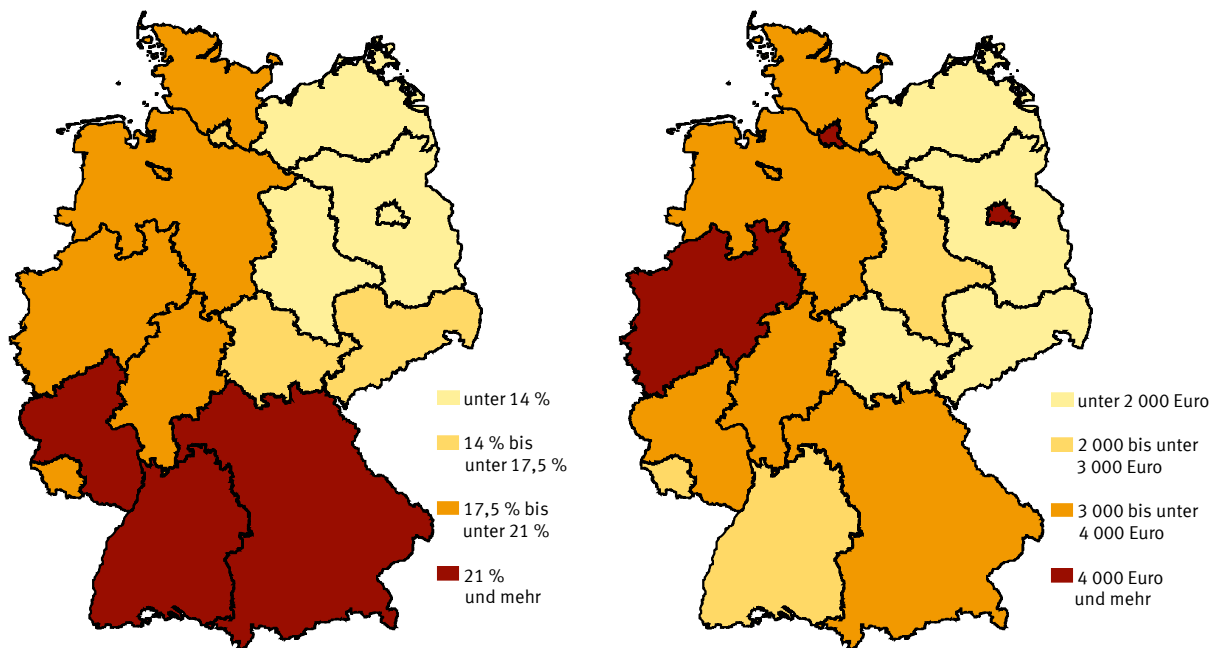 unter 14 %
14 % bis
unter 17,5 %
17,5 % bis
unter 21 %
21 %
und mehr
unter 2 000 Euro
2 000 bis unter
3 000 Euro
3 000 bis unter
4 000 Euro
4 000 Euro
und mehr